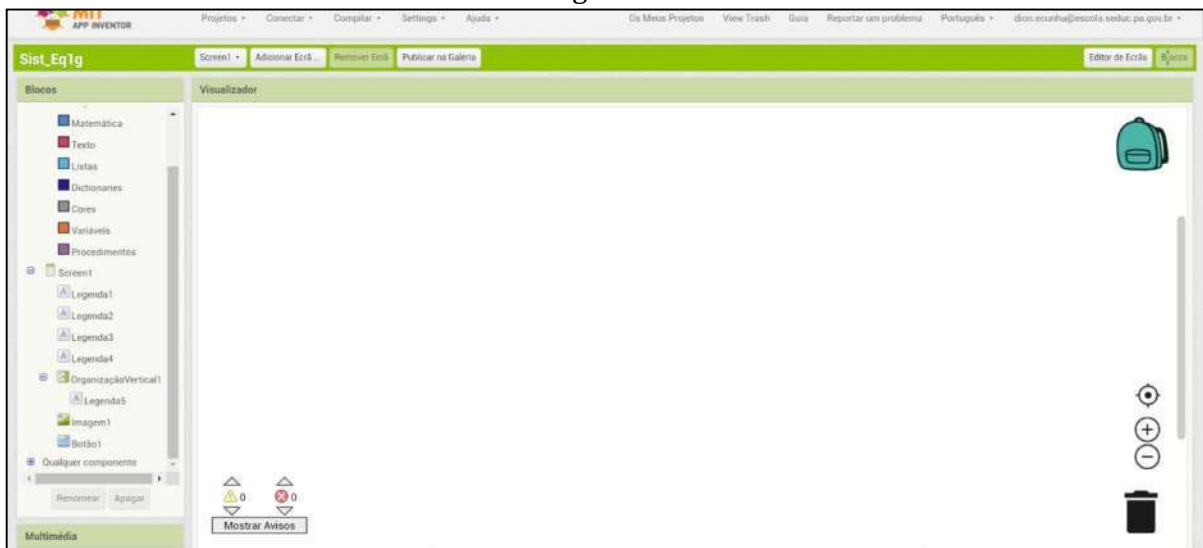 MIT
APP INVENTOR
Projetos
Conectar
Compilar
Settings
Ajuda
Os Meus Projetos
View Trash
Guia
Reportar um problema
Português
dion.ecunha@escola.seduc.pa.gov.br
Sist_Eq1g
Screen1
Adicionar Ecrã ...
Remover Ecrã
Publicar na Galeria
Editor de Ecrãs
Blocos
Blocos
Visualizador
Matemática
Texto
Listas
Dictionaries
Cores
Variáveis
Procedimentos
Screen1
Legenda1
Legenda2
Legenda3
Legenda4
OrganizaçãoVertical1
Legenda5
Imagem1
Botão1
Qualquer componente
Renomear
Apagar
0
0
Mostrar Avisos
Multimédia